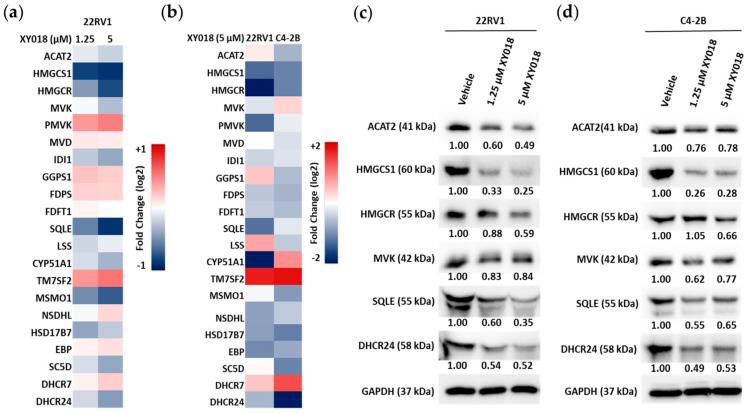 (a)
22RV1
XY018 (µM) 1.25 5
ACAT2
HMGCS1
HMGCR
MVK
PMVK
MVD
IDI1
GGPS1
FDPS
FDFT1
SQLE
LSS
CYP51A1
TM7SF2
MSMO1
NSDHL
HSD17B7
EBP
SC5D
DHCR7
DHCR24
+1
Fold Change (log2)
-1
(b)
XY018 (5 µM) 22RV1 C4-2B
ACAT2
HMGCS1
HMGCR
MVK
PMVK
MVD
IDI1
GGPS1
FDPS
FDFT1
SQLE
LSS
CYP51A1
TM7SF2
MSMO1
NSDHL
HSD17B7
EBP
SC5D
DHCR7
DHCR24
+2
Fold Change (log2)
-2
(c)
22RV1
Vehicle
1.25 µM XY018
5 µM XY018
ACAT2 (41 kDa)
1.00 0.60 0.49
HMGCS1 (60 kDa)
1.00 0.33 0.25
HMGCR (55 kDa)
1.00 0.88 0.59
MVK (42 kDa)
1.00 0.83 0.84
SQLE (55 kDa)
1.00 0.60 0.35
DHCR24 (58 kDa)
1.00 0.54 0.52
GAPDH (37 kDa)
(d)
C4-2B
Vehicle
1.25 µM XY018
5 µM XY018
ACAT2(41 kDa)
1.00 0.76 0.78
HMGCS1 (60 kDa)
1.00 0.26 0.28
HMGCR (55 kDa)
1.00 1.05 0.66
MVK (42 kDa)
1.00 0.62 0.77
SQLE (55 kDa)
1.00 0.55 0.65
DHCR24 (58 kDa)
1.00 0.49 0.53
GAPDH (37 kDa)